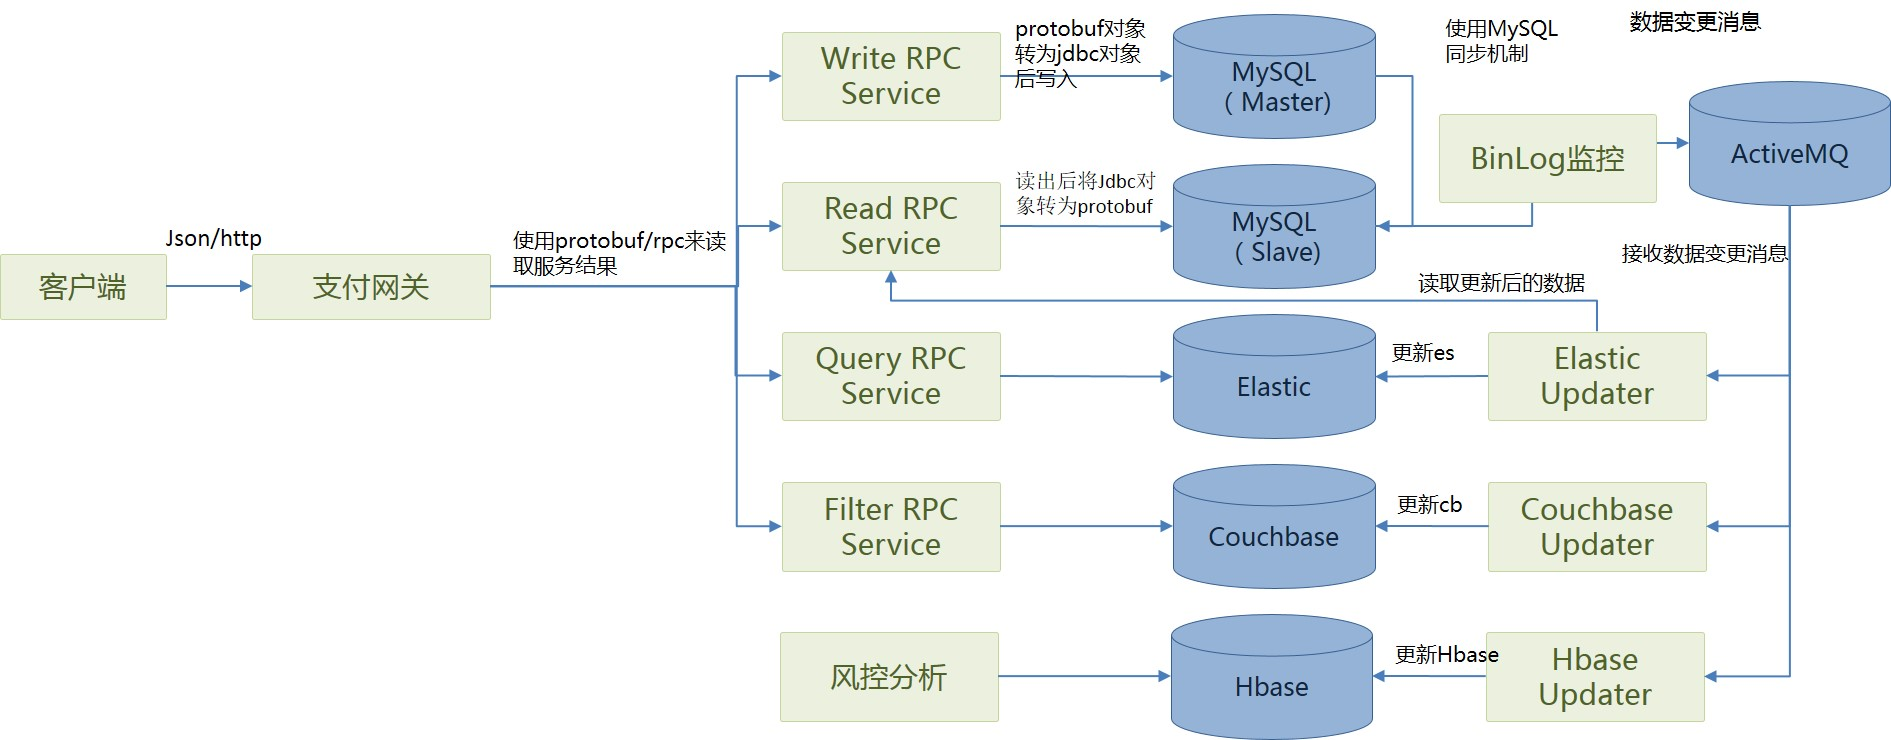 客户端
Json/http
支付网关
使用protobuf/rpc来读
取服务结果
Write RPC
Service
protobuf对象
转为jdbc对象
后写入
MySQL
( Master)
使用MySQL
同步机制
数据变更消息
BinLog监控
ActiveMQ
Read RPC
Service
读出后将Jdbc对
象转为protobuf
MySQL
( Slave)
接收数据变更消息
读取更新后的数据
Query RPC
Service
Elastic
更新es
Elastic
Updater
Filter RPC
Service
Couchbase
更新cb
Couchbase
Updater
风控分析
Hbase
更新Hbase
Hbase
Updater